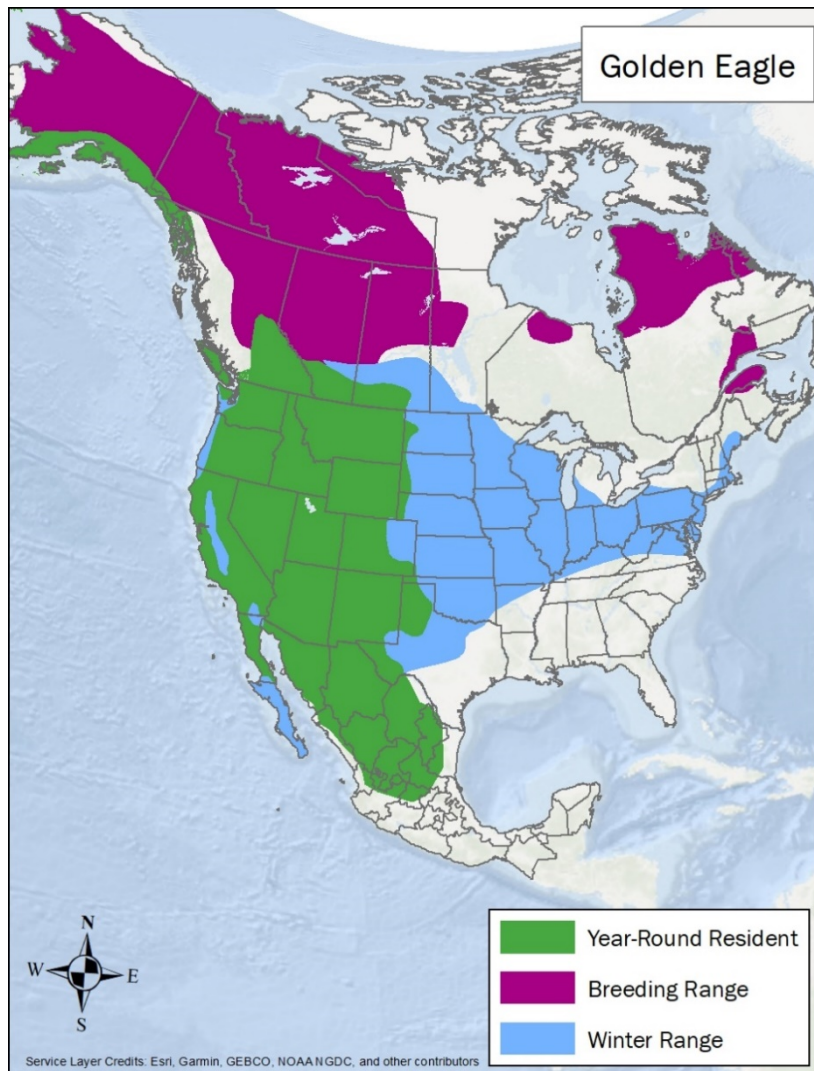 Golden Eagle
N
W E
S
Year-Round Resident
Breeding Range
Winter Range
Service Layer Credits: Esri, Garmin, GEBCO, NOAA NGDC, and other contributors